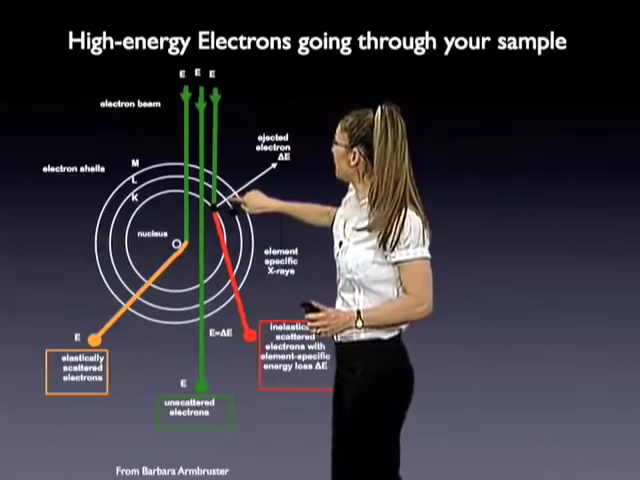 High-energy Electrons going through your sample
E E E
electron beam
ejected
electron
ΔE
electron shells
M
L
K
nucleus
element
specific
X-rays
E=ΔE
E
elastically
scattered
electrons
E
unscattered
electrons
scattered
electrons with
element-specific
energy loss ΔE
From Barbara Armbruster